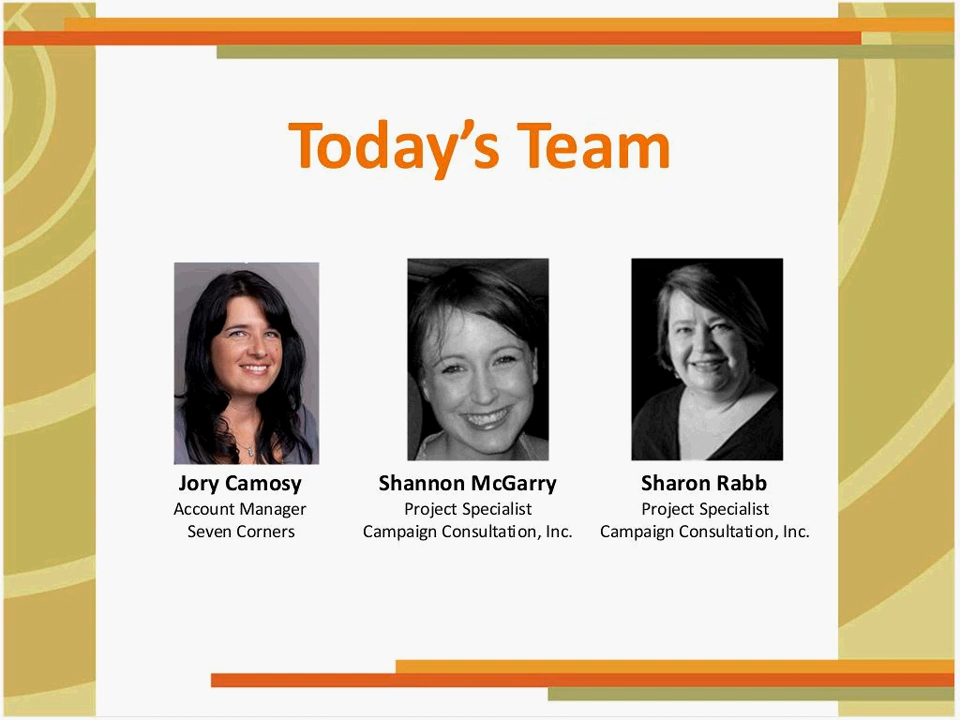 Today’s Team
Jory Camosy
Account Manager
Seven Corners
Shannon McGarry
Project Specialist
Campaign Consultation, Inc.
Sharon Rabb
Project Specialist
Campaign Consultation, Inc.